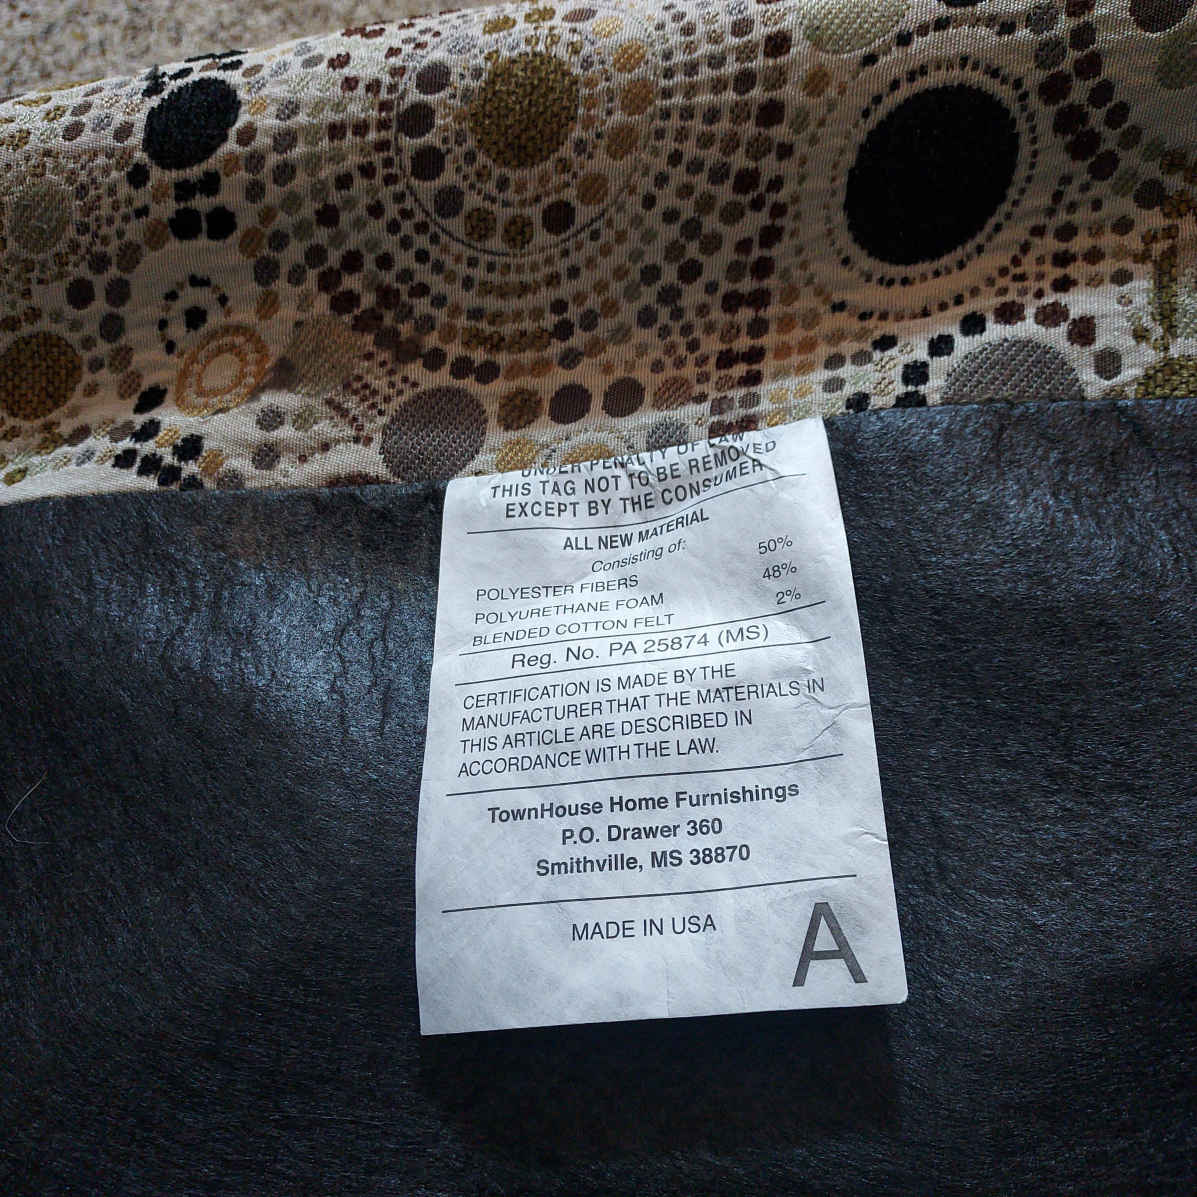 UNDER PENALTY OF LAW
THIS TAG NOT TO BE REMOVED
EXCEPT BY THE CONSUMER
ALL NEW MATERIAL
Consisting of:
POLYESTER FIBERS 50%
POLYURETHANE FOAM 48%
BLENDED COTTON FELT 2%
Reg. No. PA 25874 (MS)
CERTIFICATION IS MADE BY THE
MANUFACTURER THAT THE MATERIALS IN
THIS ARTICLE ARE DESCRIBED IN
ACCORDANCE WITH THE LAW.
TownHouse Home Furnishings
P.O. Drawer 360
Smithville, MS 38870
MADE IN USA
A